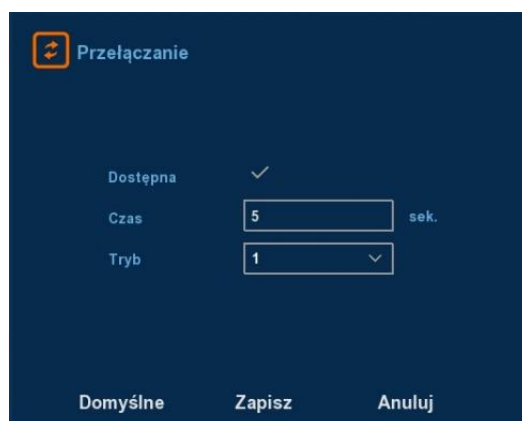 Przełączanie
Dostępna
Czas 5 sek.
Tryb 1
Domyślne Zapisz Anuluj